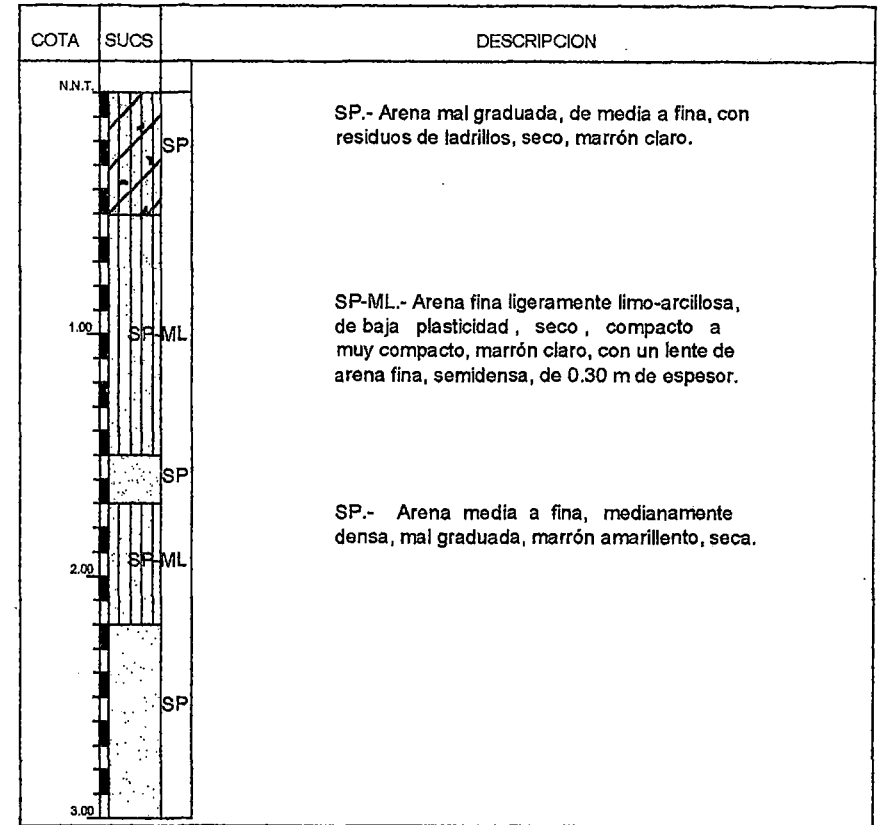 COTA SUCS DESCRIPCION
N.N.T.
SP
SP.- Arena mal graduada, de media a fina, con
residuos de ladrillos, seco, marrón claro.
1.00
SP-ML
SP-ML.- Arena fina ligeramente limo-arcillosa,
de baja plasticidad , seco , compacto a
muy compacto, marrón claro, con un lente de
arena fina, semidensa, de 0.30 m de espesor.
SP
SP.- Arena media a fina, medianamente
densa, mal graduada, marrón amarillento, seca.
2.00
SP-ML
SP
3.00